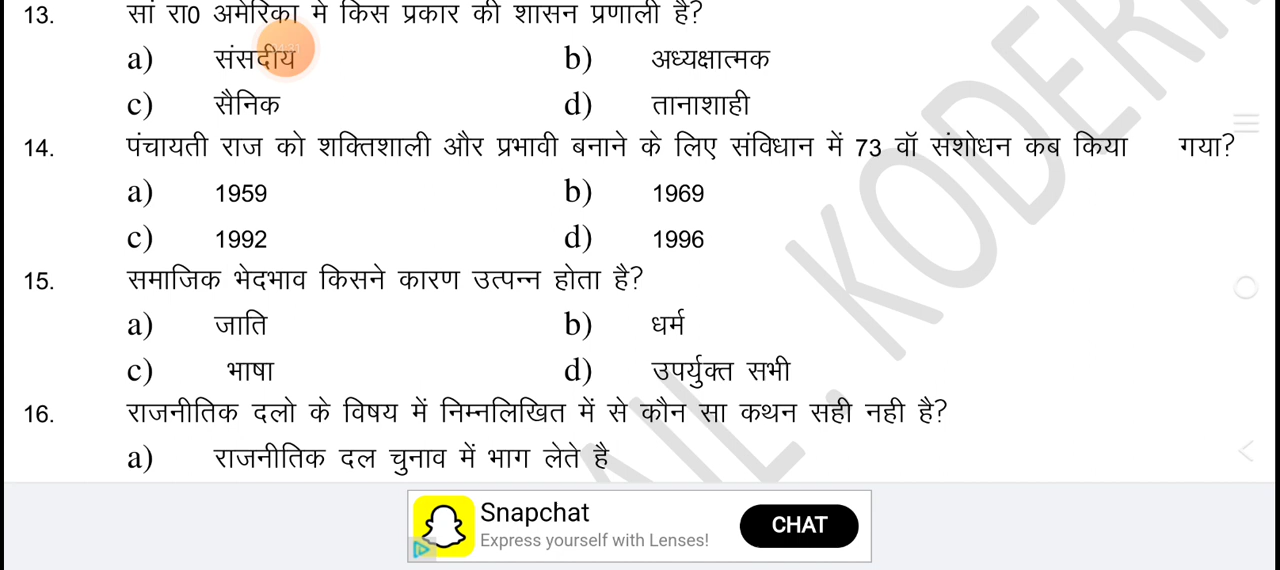 13. सां रा0 अमेरिका मे किस प्रकार की शासन प्रणाली है?
a) संसदीय b) अध्यक्षात्मक
c) सैनिक d) तानाशाही
14. पंचायती राज को शक्तिशाली और प्रभावी बनाने के लिए संविधान में 73 वॉ संशोधन कब किया गया?
a) 1959 b) 1969
c) 1992 d) 1996
15. समाजिक भेदभाव किसने कारण उत्पन्न होता है?
a) जाति b) धर्म
c) भाषा d) उपर्युक्त सभी
16. राजनीतिक दलो के विषय में निम्नलिखित में से कौन सा कथन सही नही है?
a) राजनीतिक दल चुनाव में भाग लेते है
Snapchat
Express yourself with Lenses!
CHAT